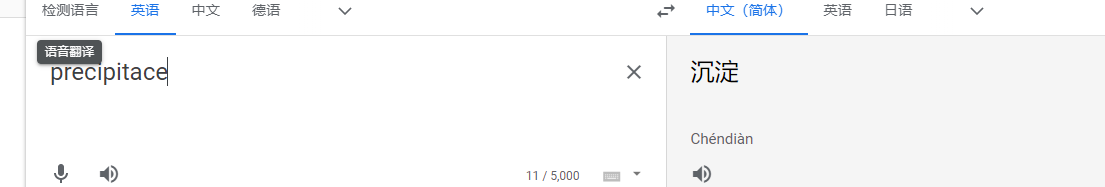 检测语言 英语 中文 德语 中文（简体） 英语 日语
语音翻译
precipitace 沉淀
Chéndiàn
11 / 5,000